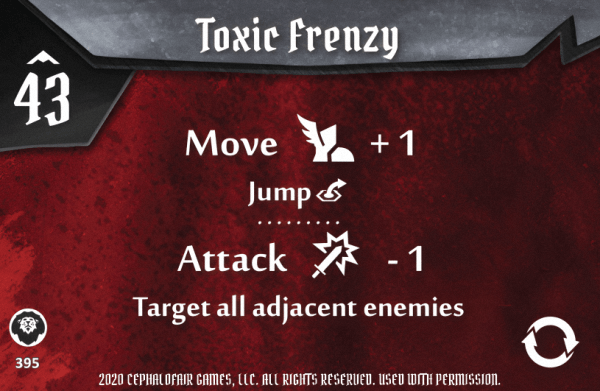 Toxic Frenzy
43
Move + 1
Jump
Attack - 1
Target all adjacent enemies
395
2020 CEPHALOFAIR GAMES, LLC. ALL RIGHTS RESERVED. USED WITH PERMISSION.